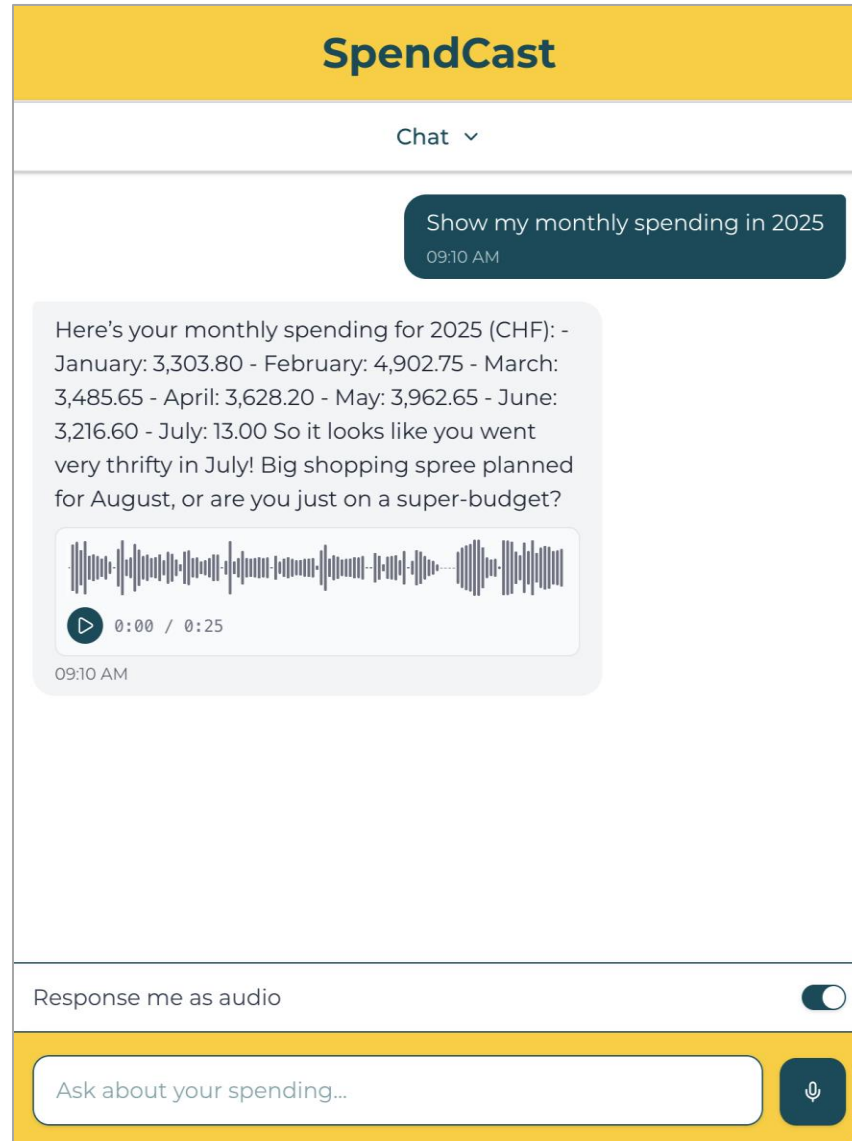 SpendCast
Chat
Show my monthly spending in 2025
09:10 AM
Here’s your monthly spending for 2025 (CHF): -
January: 3,303.80 - February: 4,902.75 - March:
3,485.65 - April: 3,628.20 - May: 3,962.65 - June:
3,216.60 - July: 13.00 So it looks like you went
very thrifty in July! Big shopping spree planned
for August, or are you just on a super-budget?
0:00 / 0:25
09:10 AM
Response me as audio
Ask about your spending...